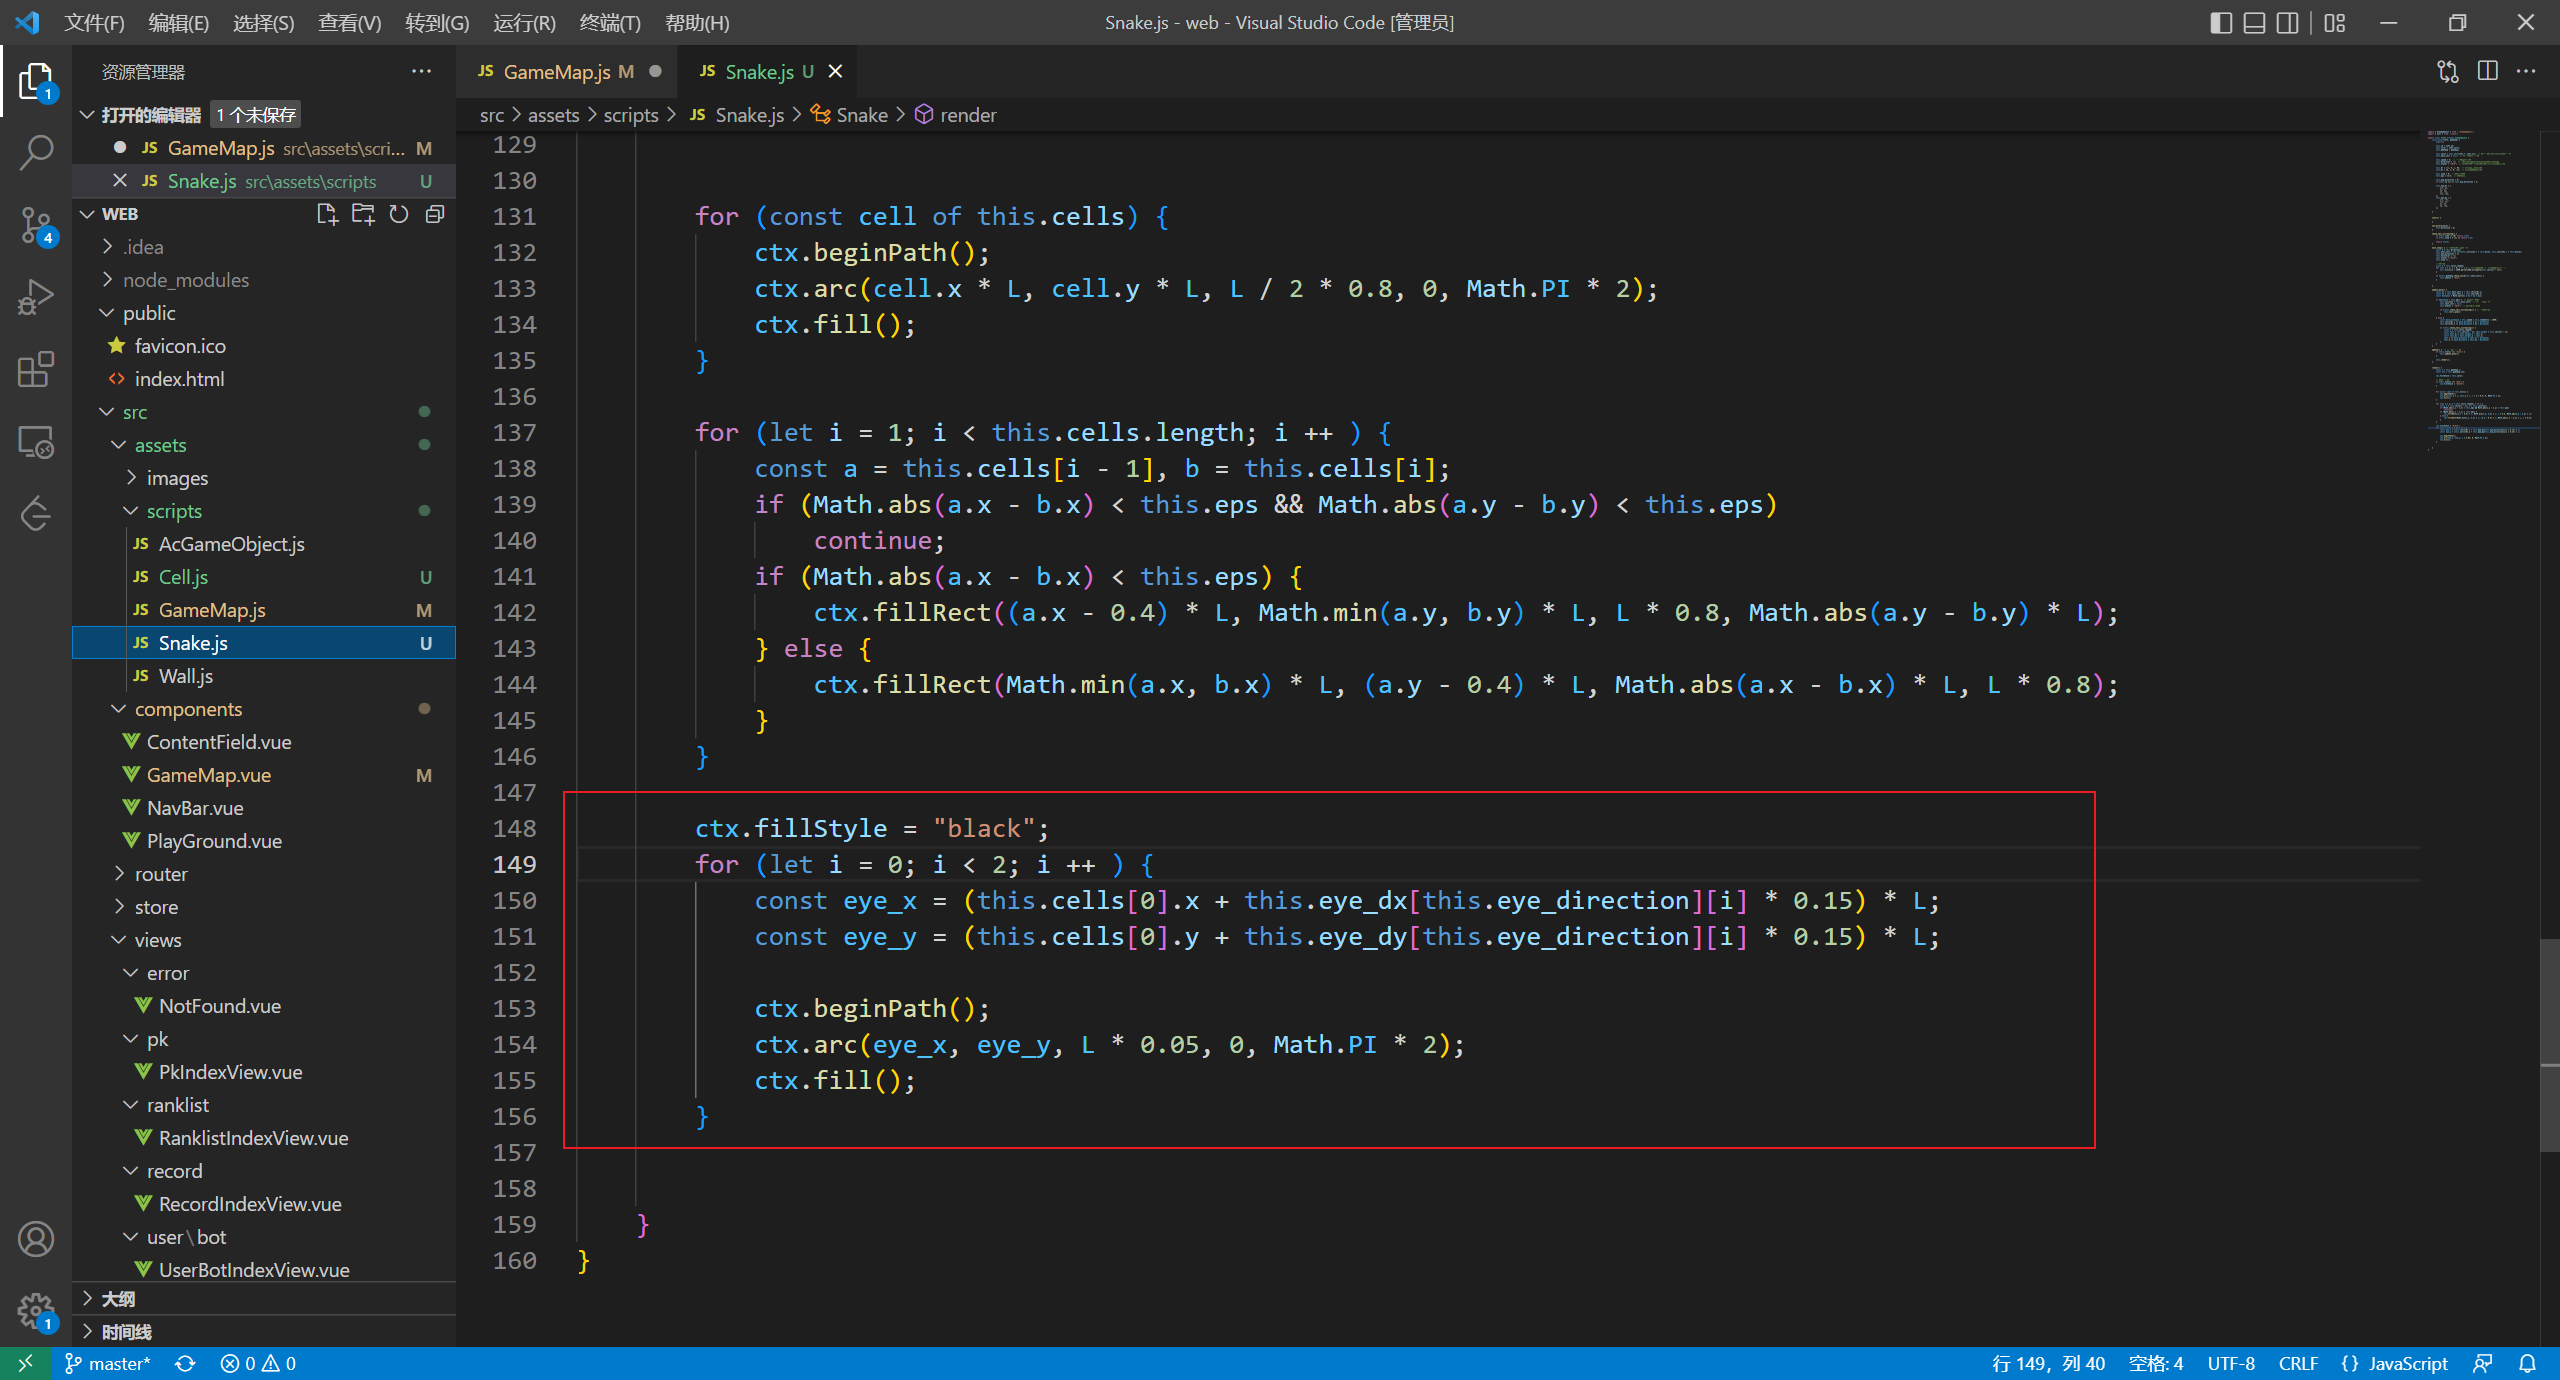 文件(F) 编辑(E) 选择(S) 查看(V) 转到(G) 运行(R) 终端(T) 帮助(H) Snake.js - web - Visual Studio Code [管理员]
资源管理器
打开的编辑器 1 个未保存
JS GameMap.js src\assets\scri... M
JS Snake.js src\assets\scripts U
WEB
.idea
node_modules
public
favicon.ico
index.html
src
assets
images
scripts
JS AcGameObject.js
JS Cell.js U
JS GameMap.js M
JS Snake.js U
JS Wall.js
components
ContentField.vue
GameMap.vue M
NavBar.vue
PlayGround.vue
router
store
views
error
NotFound.vue
pk
PkIndexView.vue
ranklist
RanklistIndexView.vue
record
RecordIndexView.vue
user\bot
UserBotIndexView.vue
大纲
时间线
1
4
1
JS GameMap.js M JS Snake.js U
src > assets > scripts > JS Snake.js > Snake > render
129
130
131 for (const cell of this.cells) {
132 ctx.beginPath();
133 ctx.arc(cell.x * L, cell.y * L, L / 2 * 0.8, 0, Math.PI * 2);
134 ctx.fill();
135 }
136
137 for (let i = 1; i < this.cells.length; i ++ ) {
138 const a = this.cells[i - 1], b = this.cells[i];
139 if (Math.abs(a.x - b.x) < this.eps && Math.abs(a.y - b.y) < this.eps)
140 continue;
141 if (Math.abs(a.x - b.x) < this.eps) {
142 ctx.fillRect((a.x - 0.4) * L, Math.min(a.y, b.y) * L, L * 0.8, Math.abs(a.y - b.y) * L);
143 } else {
144 ctx.fillRect(Math.min(a.x, b.x) * L, (a.y - 0.4) * L, Math.abs(a.x - b.x) * L, L * 0.8);
145 }
146 }
147
148 ctx.fillStyle = "black";
149 for (let i = 0; i < 2; i ++ ) {
150 const eye_x = (this.cells[0].x + this.eye_dx[this.eye_direction][i] * 0.15) * L;
151 const eye_y = (this.cells[0].y + this.eye_dy[this.eye_direction][i] * 0.15) * L;
152
153 ctx.beginPath();
154 ctx.arc(eye_x, eye_y, L * 0.05, 0, Math.PI * 2);
155 ctx.fill();
156 }
157
158
159 }
160 }
master* 0 0 行 149，列 40 空格: 4 UTF-8 CRLF {} JavaScript